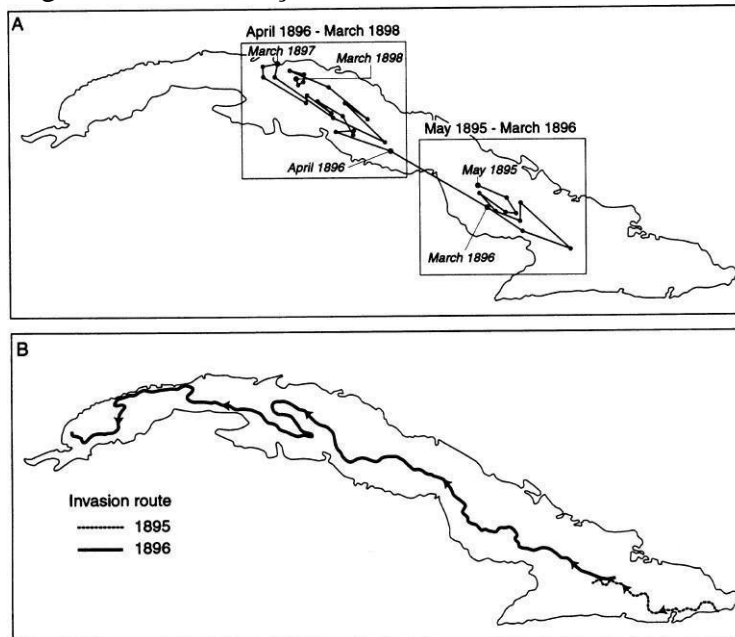 A
April 1896 - March 1898
March 1897
March 1898
May 1895 - March 1896
May 1895
April 1896
March 1896
B
Invasion route
1895
1896